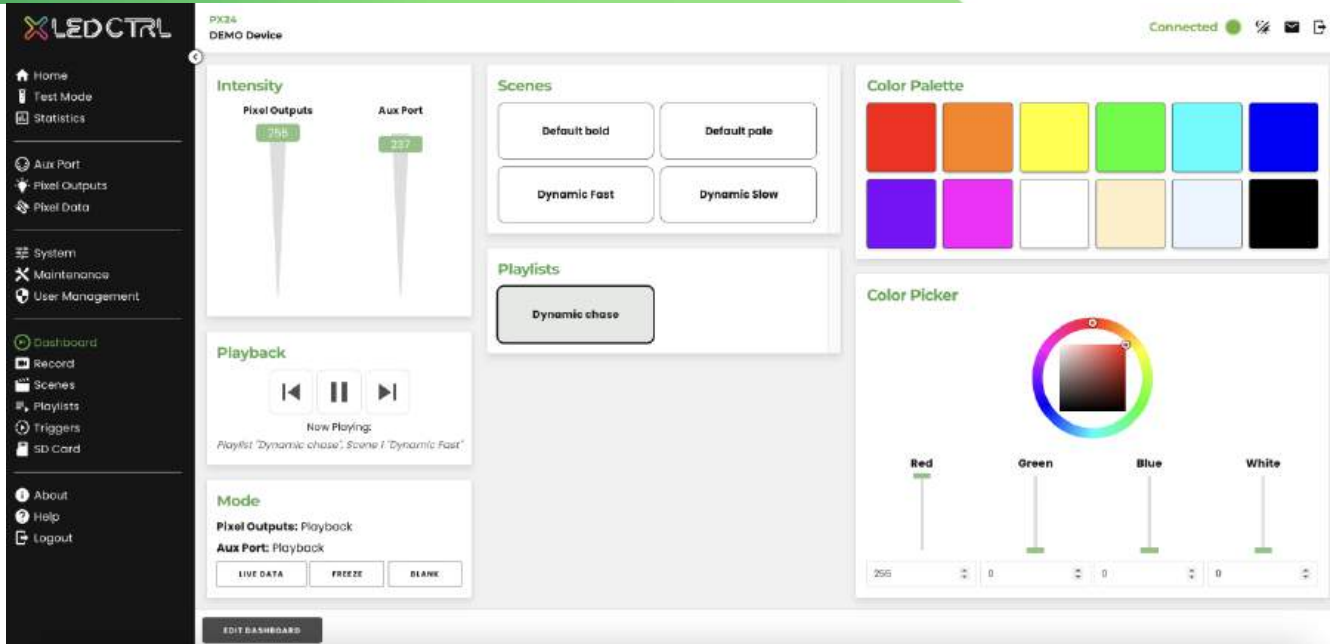 LED CTRL
PX24
DEMO Device
Connected
Home
Test Mode
Statistics
Aux Port
Pixel Outputs
Pixel Data
System
Maintenance
User Management
Dashboard
Record
Scenes
Playlists
Triggers
SD Card
About
Help
Logout
Intensity
Pixel Outputs Aux Port
255 237
Playback
Now Playing:
Playlist "Dynamic chase", Scene 1 "Dynamic Fast"
Mode
Pixel Outputs: Playback
Aux Port: Playback
LIVE DATA FREEZE BLANK
Scenes
Default bold Default pale
Dynamic Fast Dynamic Slow
Playlists
Dynamic chase
Color Palette
Color Picker
Red Green Blue White
255 0 0 0
EDIT DASHBOARD